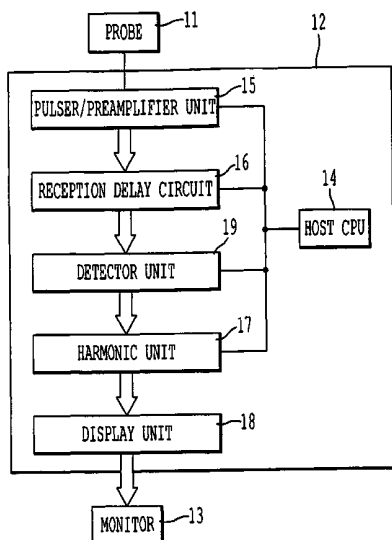 PROBE
11
12
15
PULSER/PREAMPLIFIER UNIT
16
RECEPTION DELAY CIRCUIT
14
HOST CPU
19
DETECTOR UNIT
17
HARMONIC UNIT
DISPLAY UNIT
18
MONITOR
13